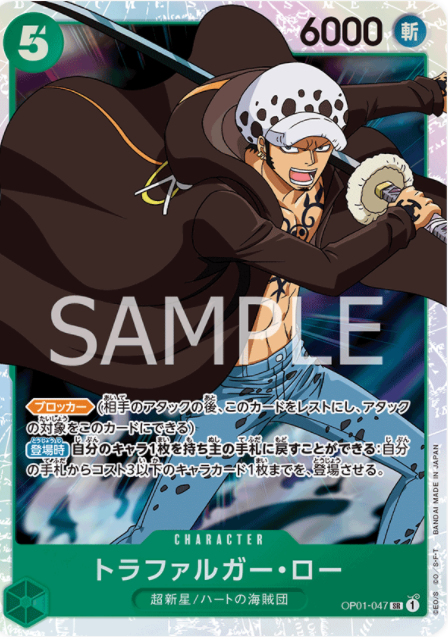 5
6000 斬
SAMPLE
ブロッカー (相手のアタックの後、このカードをレストにし、アタック
の対象をこのカードにできる)
登場時 自分のキャラ1枚を持ち主の手札に戻すことができる：自分
の手札からコスト3以下のキャラカード1枚までを、登場させる。
CHARACTER
トラファルガー・ロー
超新星/ハートの海賊団
OP01-047 SR 1
©E.O/S. ©O/S・F・T. BANDAI MADE IN JAPAN